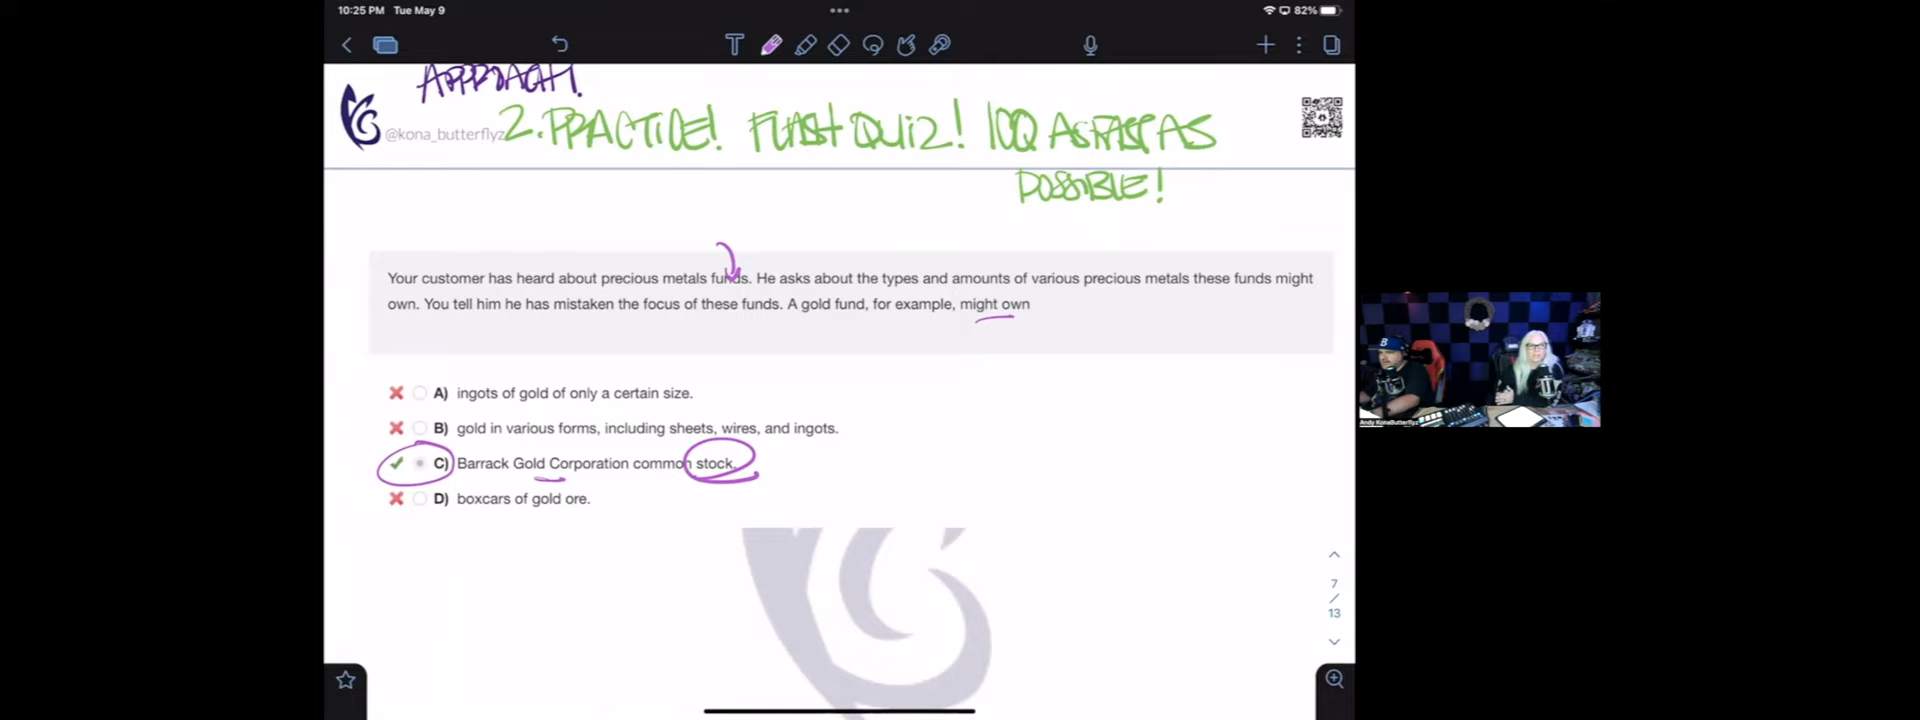 10:25 PM Tue May 9
82%
APPROACH!
@kona_butterflyz
2. PRACTICE! FLASH QUIZ! 10Q AS FAST AS
POSSIBLE!
Your customer has heard about precious metals funds. He asks about the types and amounts of various precious metals these funds might
own. You tell him he has mistaken the focus of these funds. A gold fund, for example, might own
A) ingots of gold of only a certain size.
B) gold in various forms, including sheets, wires, and ingots.
C) Barrack Gold Corporation common stock.
D) boxcars of gold ore.
7
/
13
Andy KonaButterflyz